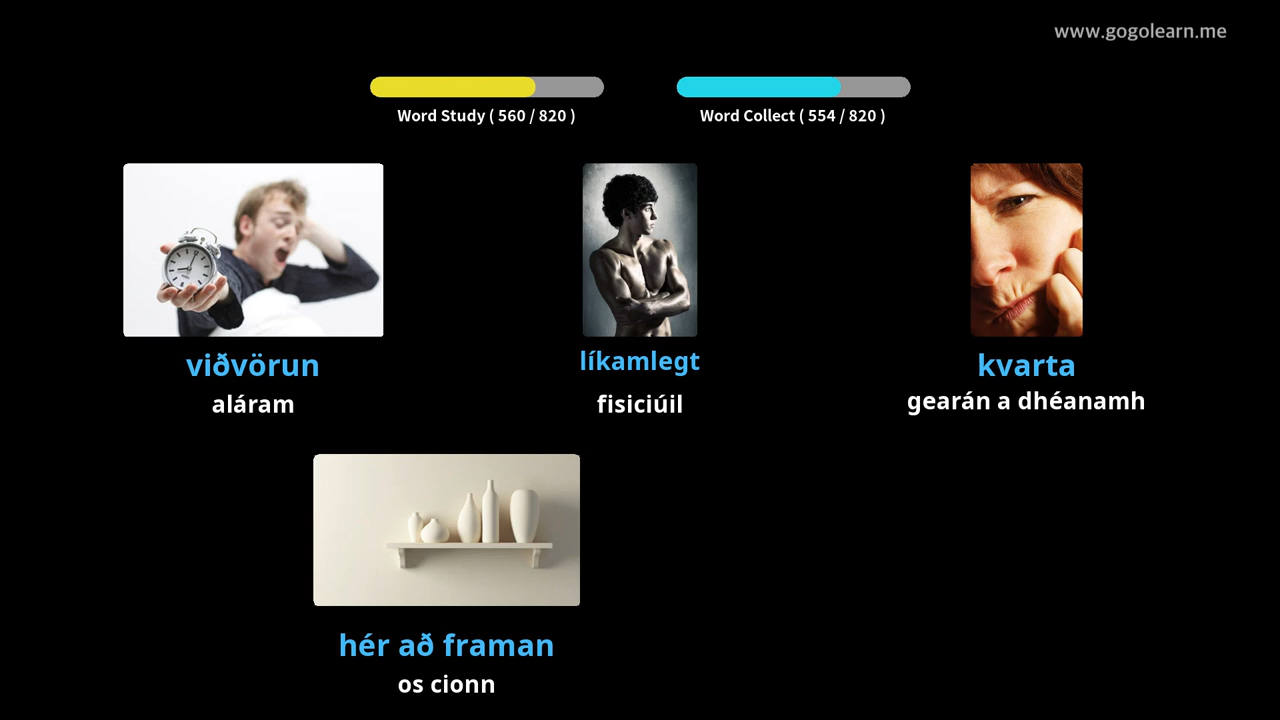 www.gogolearn.me
Word Study ( 560 / 820 )
Word Collect ( 554 / 820 )
viðvörun
aláram
líkamlegt
fisiciúil
kvarta
gearán a dhéanamh
hér að framan
os cionn